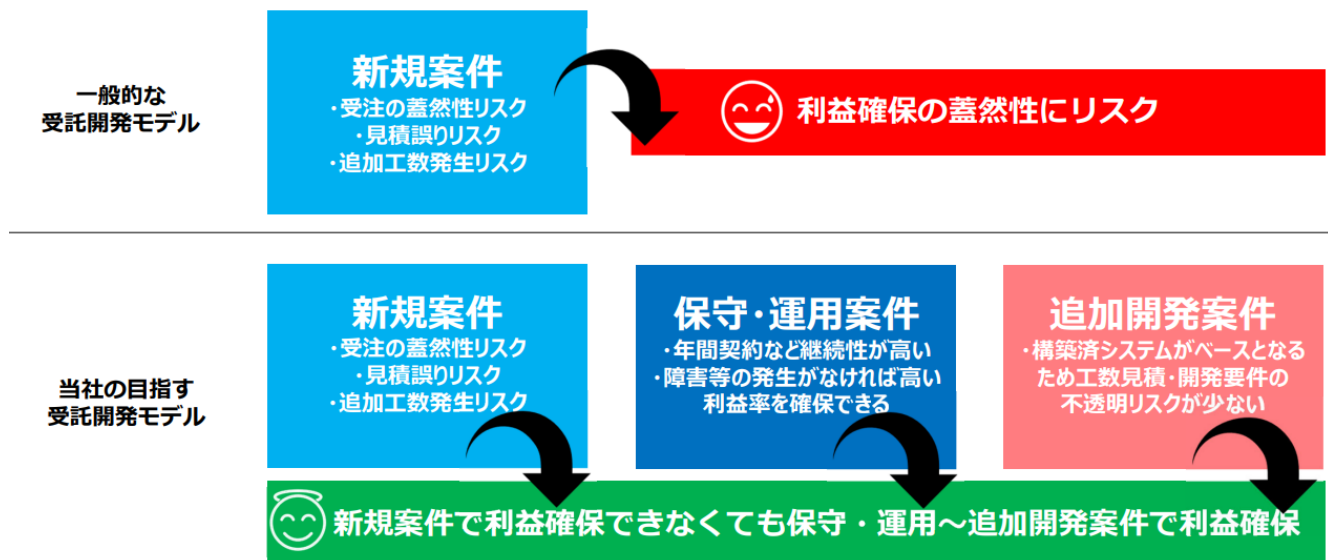 一般的な
受託開発モデル
新規案件
・受注の蓋然性リスク
・見積誤りリスク
・追加工数発生リスク
利益確保の蓋然性にリスク
当社の目指す
受託開発モデル
新規案件
・受注の蓋然性リスク
・見積誤りリスク
・追加工数発生リスク
保守・運用案件
・年間契約など継続性が高い
・障害等の発生がなければ高い
利益率を確保できる
追加開発案件
・構築済システムがベースとなる
ため工数見積・開発要件の
不透明リスクが少ない
新規案件で利益確保できなくても保守・運用～追加開発案件で利益確保